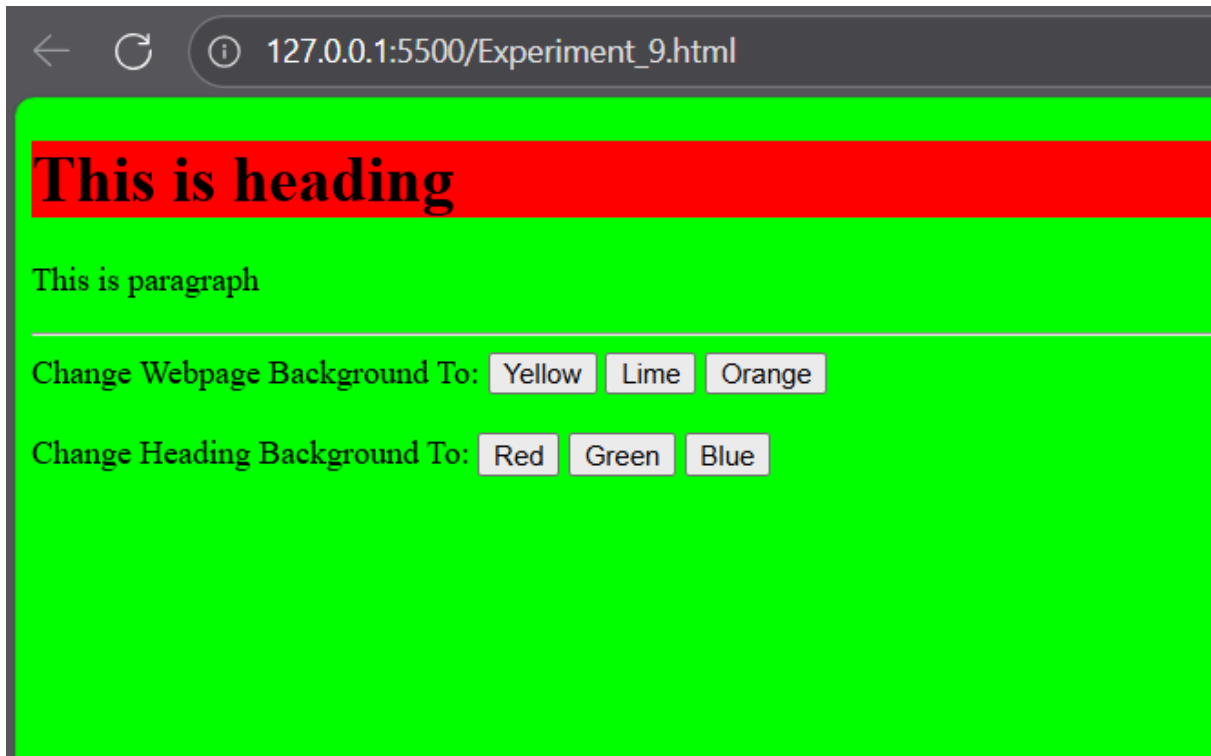 127.0.0.1:5500/Experiment_9.html
This is heading
This is paragraph
Change Webpage Background To: Yellow Lime Orange
Change Heading Background To: Red Green Blue